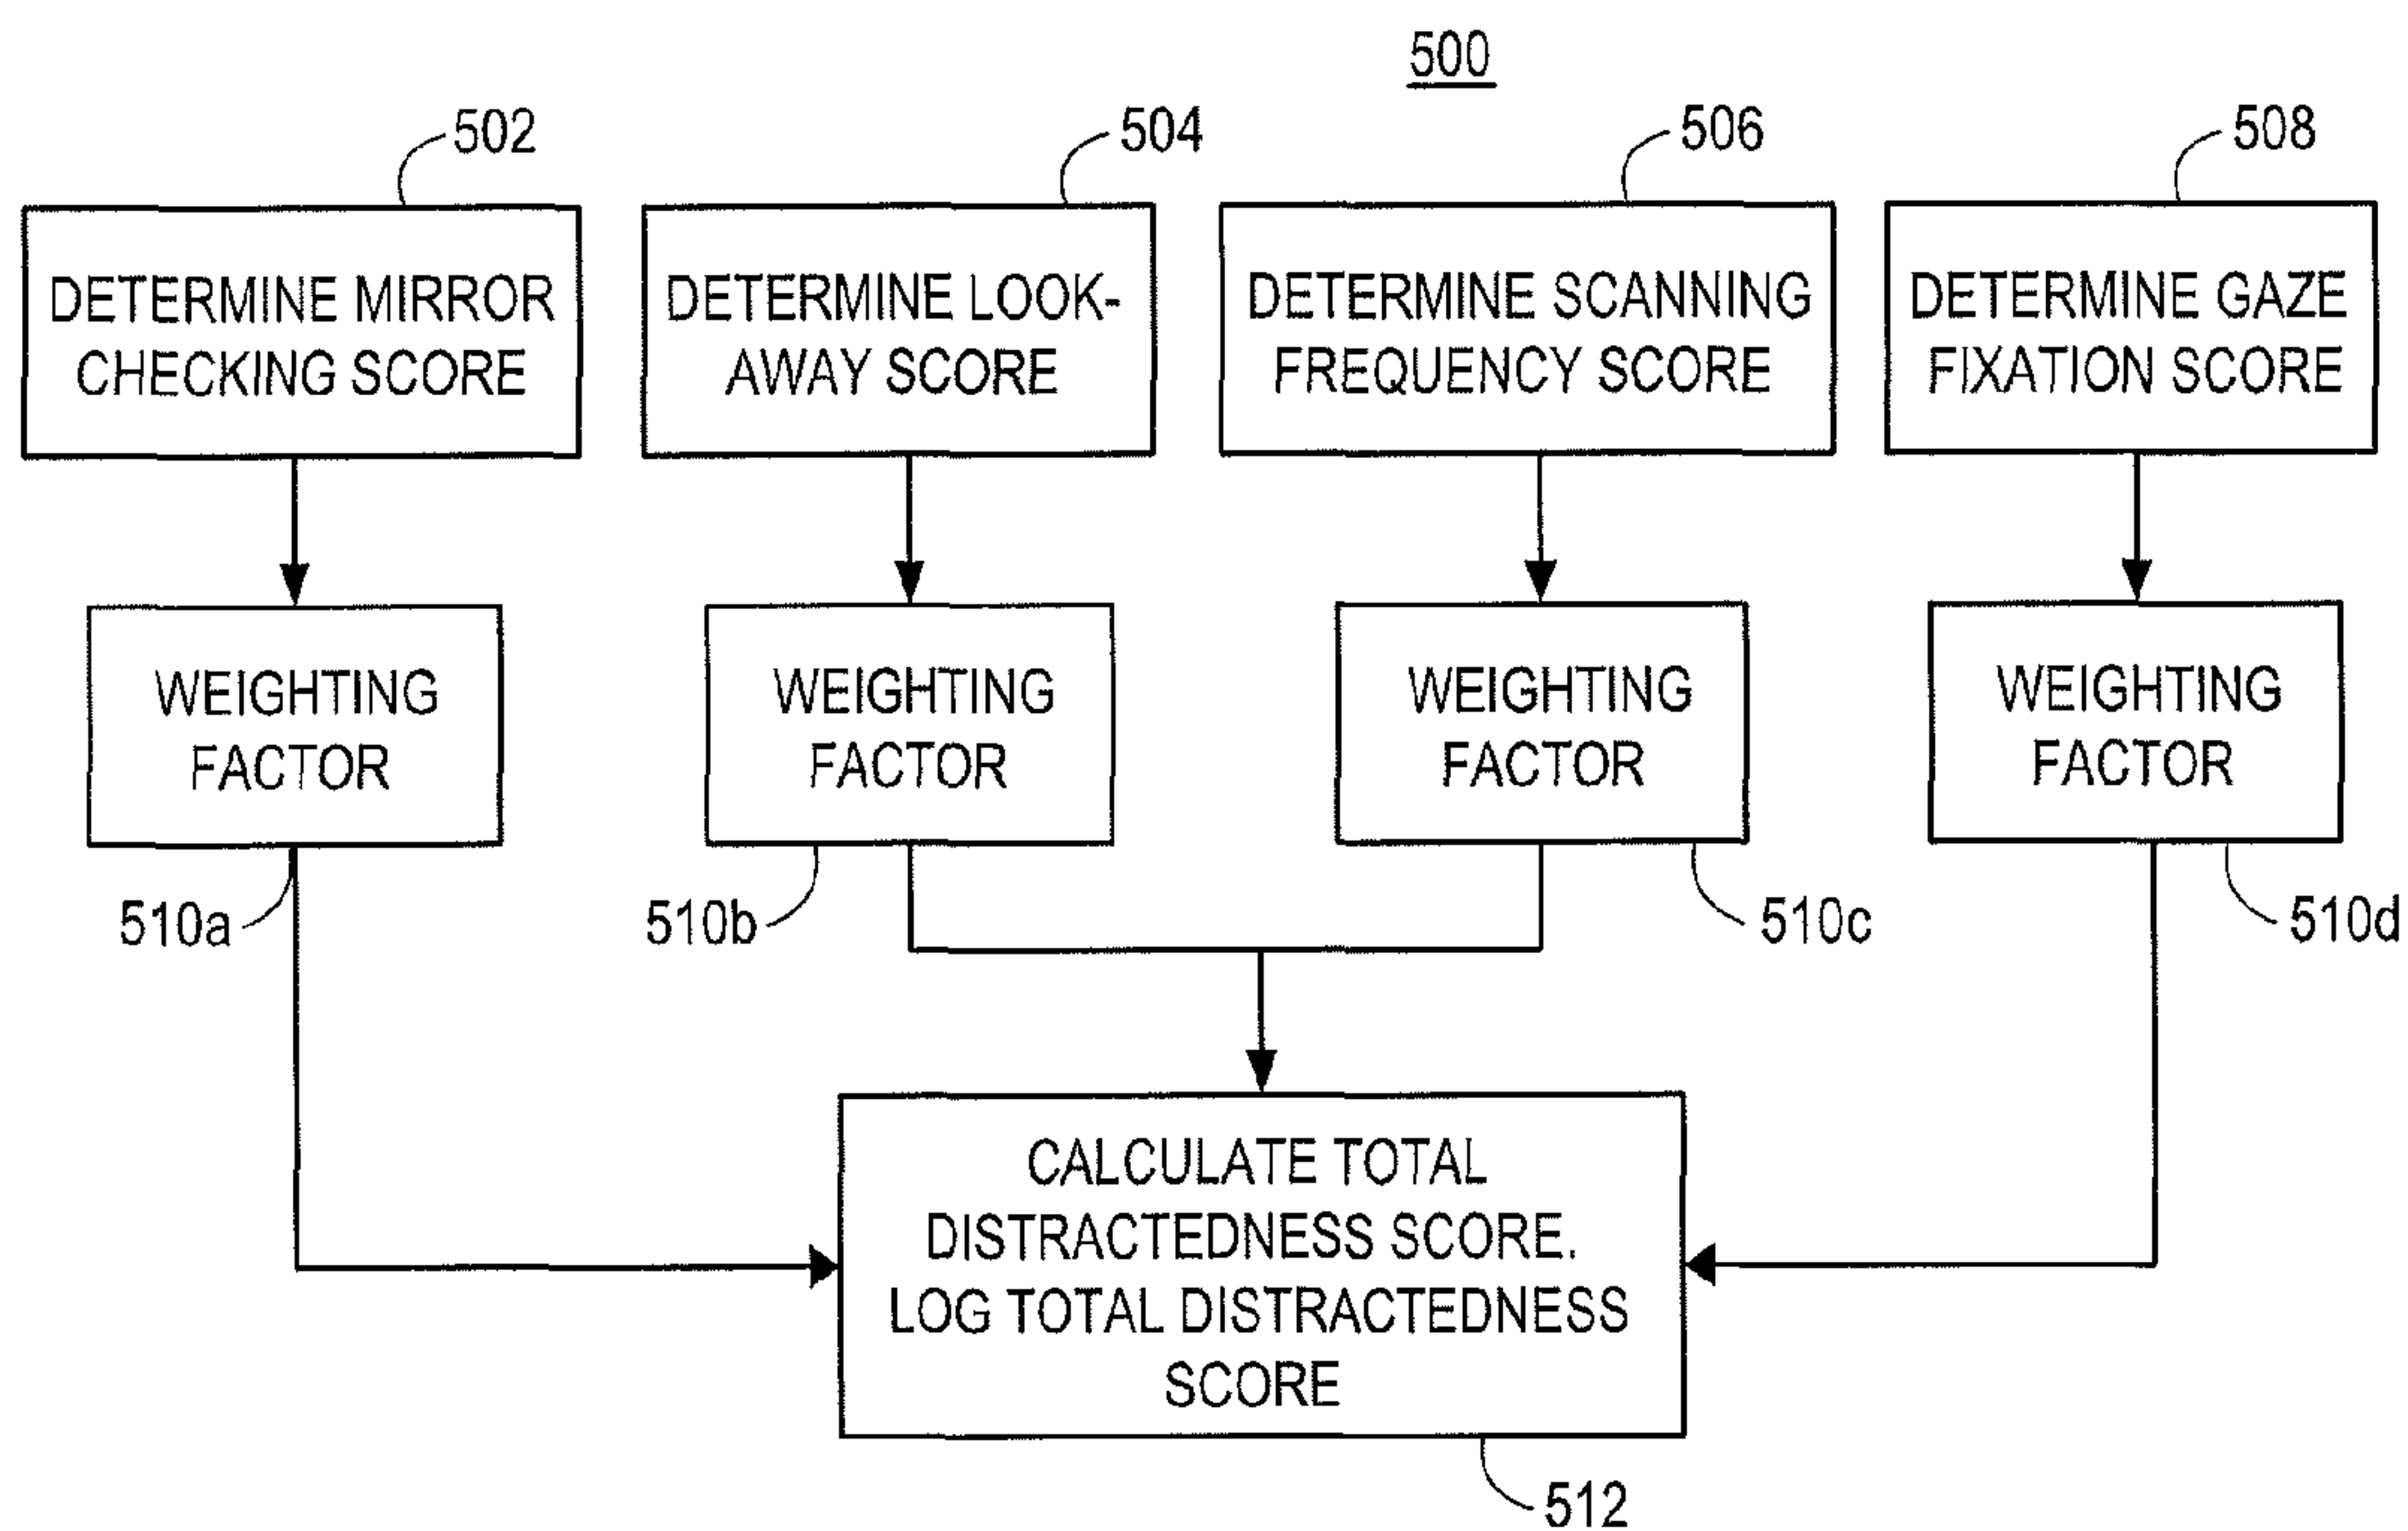 500
502
504
506
508
DETERMINE MIRROR
CHECKING SCORE
DETERMINE LOOK-
AWAY SCORE
DETERMINE SCANNING
FREQUENCY SCORE
DETERMINE GAZE
FIXATION SCORE
WEIGHTING
FACTOR
WEIGHTING
FACTOR
WEIGHTING
FACTOR
WEIGHTING
FACTOR
510a
510b
510c
510d
CALCULATE TOTAL
DISTRACTEDNESS SCORE.
LOG TOTAL DISTRACTEDNESS
SCORE
512